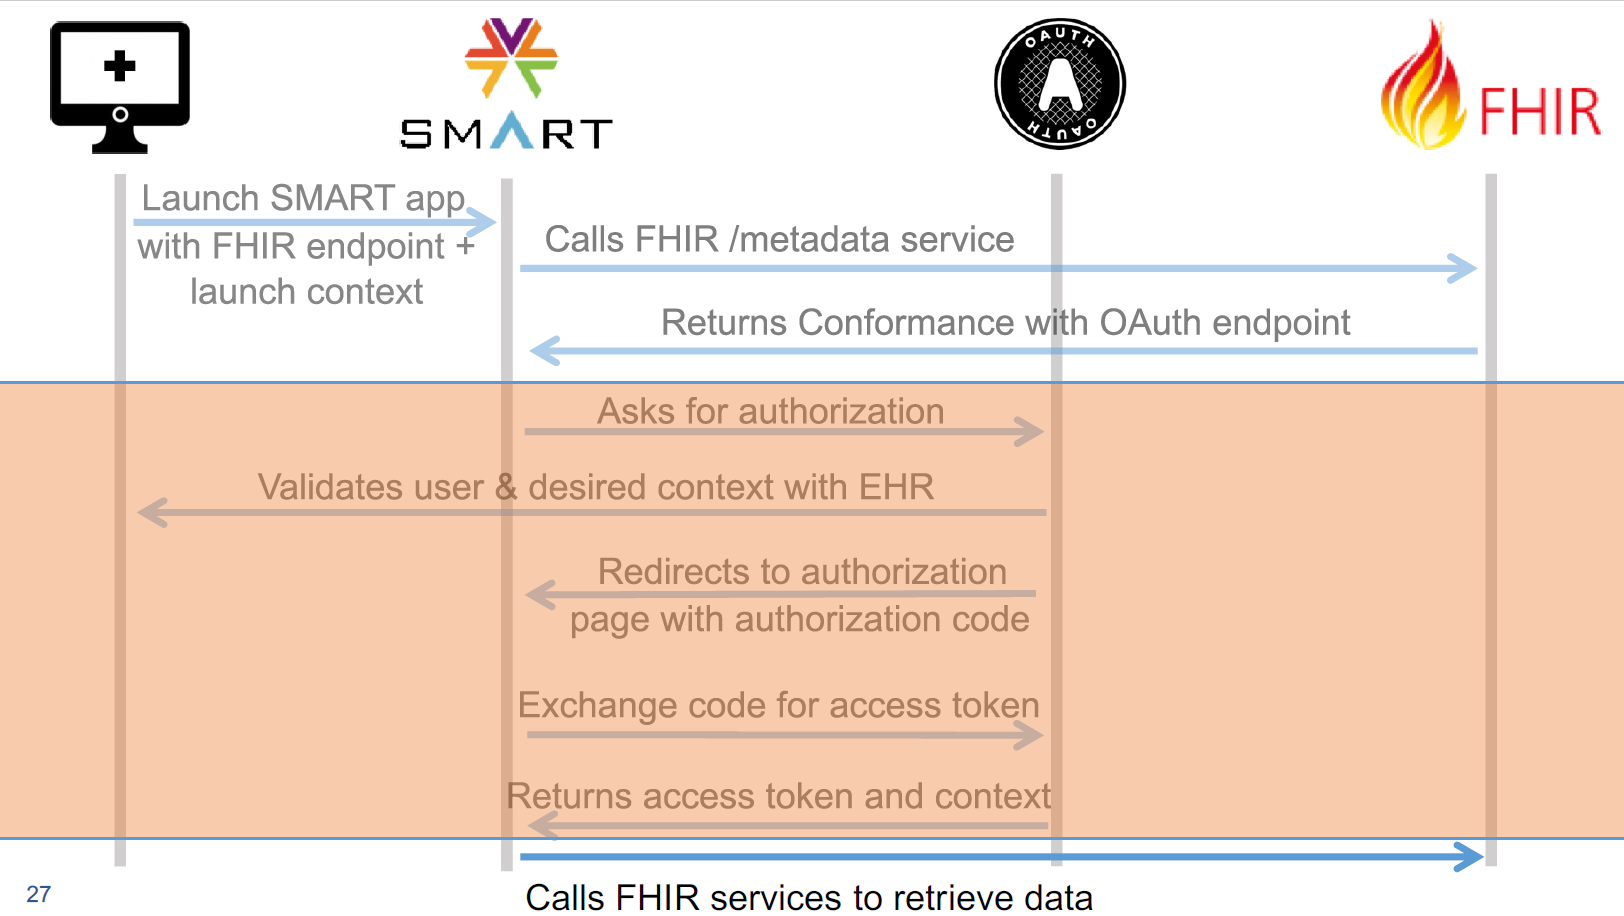 SMART
OAUTH
A
OAUTH
FHIR
Launch SMART app
with FHIR endpoint +
launch context
Calls FHIR /metadata service
Returns Conformance with OAuth endpoint
Asks for authorization
Validates user & desired context with EHR
Redirects to authorization
page with authorization code
Exchange code for access token
Returns access token and context
Calls FHIR services to retrieve data
27